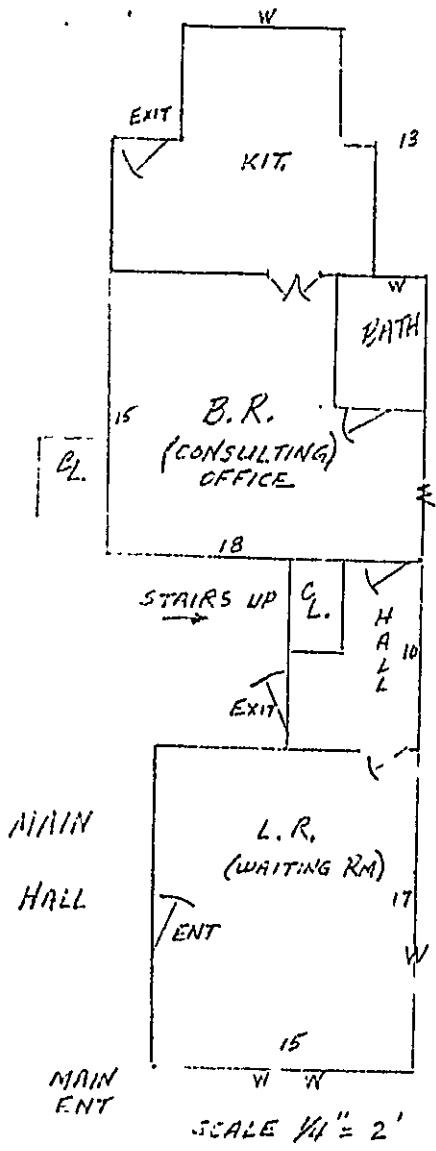 W
EXIT
13
KIT.
W
BATH
15
B.R.
(CONSULTING)
OFFICE
CL.
18
STAIRS UP
CL.
HALL
10
EXIT
MAIN
HALL
L.R.
(WAITING RM)
17
ENT
W
15
MAIN
ENT
W W
SCALE 1/4" = 2'